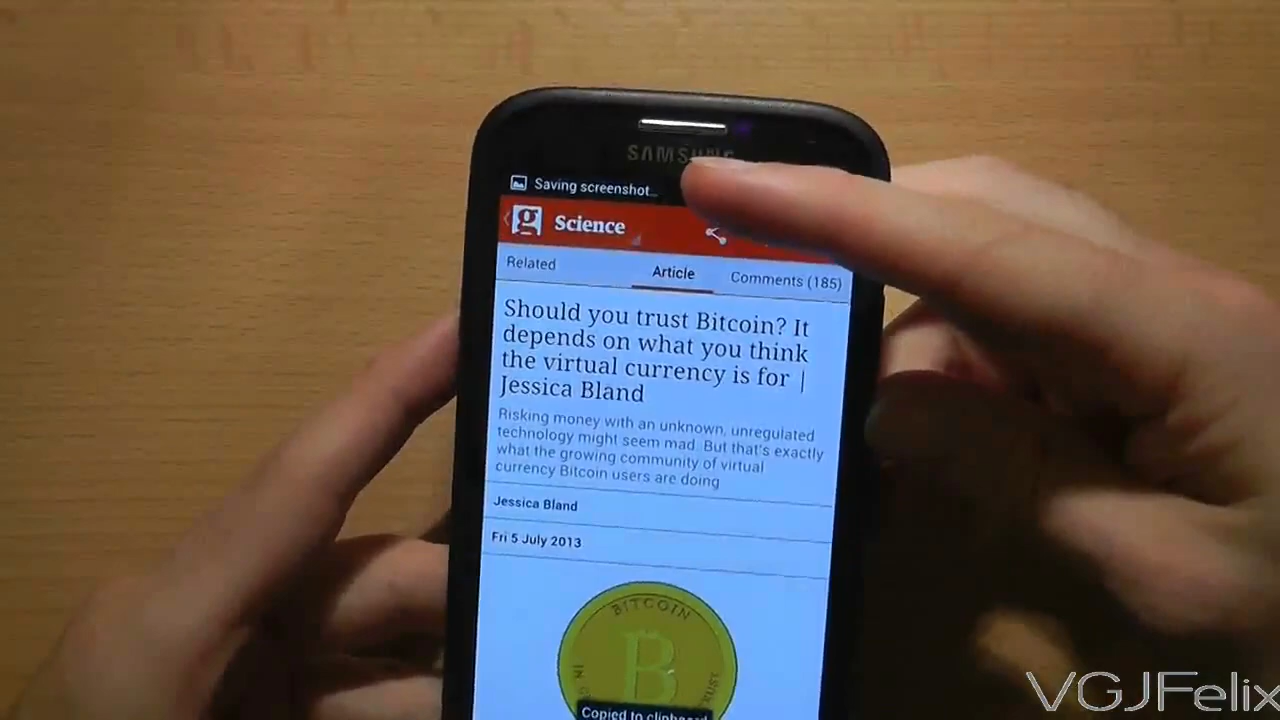 SAMSUNG
Saving screenshot...
g
Science
Related
Article
Comments (185)
Should you trust Bitcoin? It
depends on what you think
the virtual currency is for |
Jessica Bland
Risking money with an unknown, unregulated
technology might seem mad. But that's exactly
what the growing community of virtual
currency Bitcoin users are doing
Jessica Bland
Fri 5 July 2013
BITCOIN
B
IN
Copied to clipboard
VGJFelix